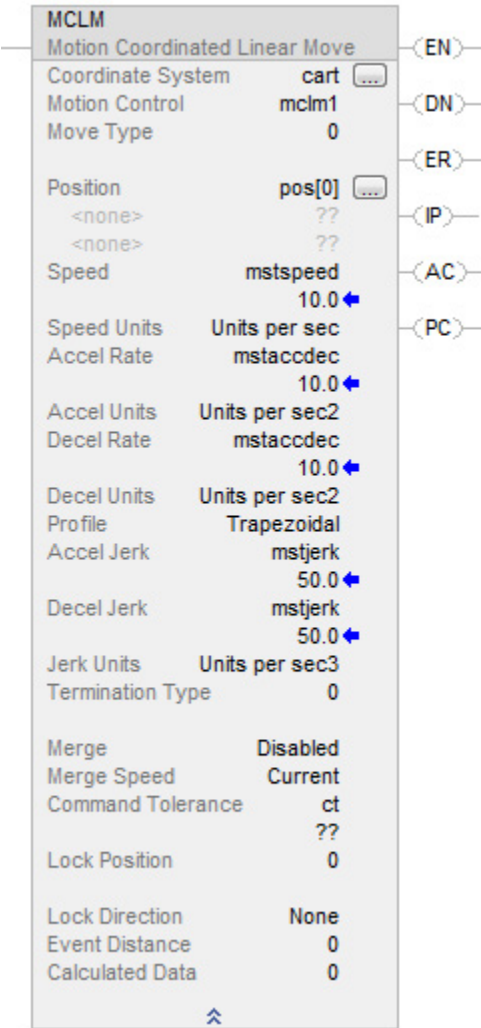 MCLM
Motion Coordinated Linear Move (EN)
Coordinate System cart ...
Motion Control mclm1 (DN)
Move Type 0
(ER)
Position pos[0] ...
<none> ?? (IP)
<none> ??
Speed mstspeed (AC)
10.0
Speed Units Units per sec (PC)
Accel Rate mstaccdec
10.0
Accel Units Units per sec2
Decel Rate mstaccdec
10.0
Decel Units Units per sec2
Profile Trapezoidal
Accel Jerk mstjerk
50.0
Decel Jerk mstjerk
50.0
Jerk Units Units per sec3
Termination Type 0
Merge Disabled
Merge Speed Current
Command Tolerance ct
??
Lock Position 0
Lock Direction None
Event Distance 0
Calculated Data 0